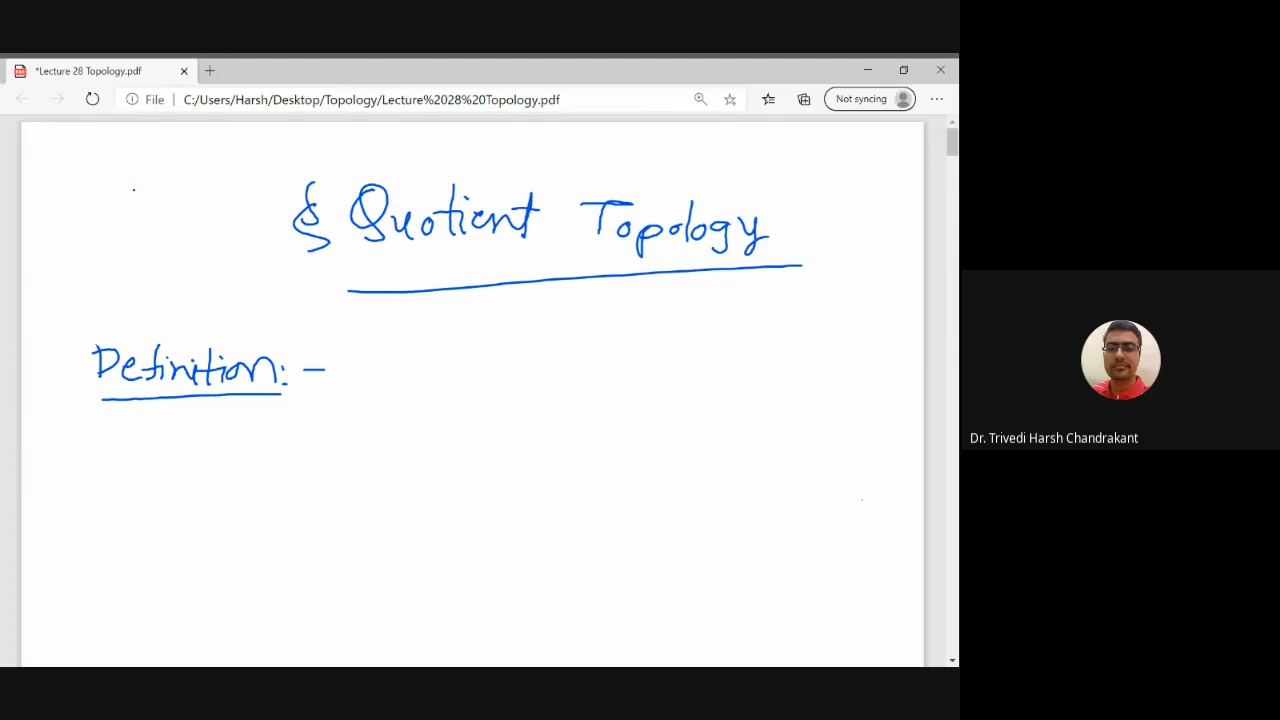 *Lecture 28 Topology.pdf
File | C:/Users/Harsh/Desktop/Topology/Lecture%2028%20Topology.pdf
Not syncing
§ Quotient Topology
Definition: –
Dr. Trivedi Harsh Chandrakant